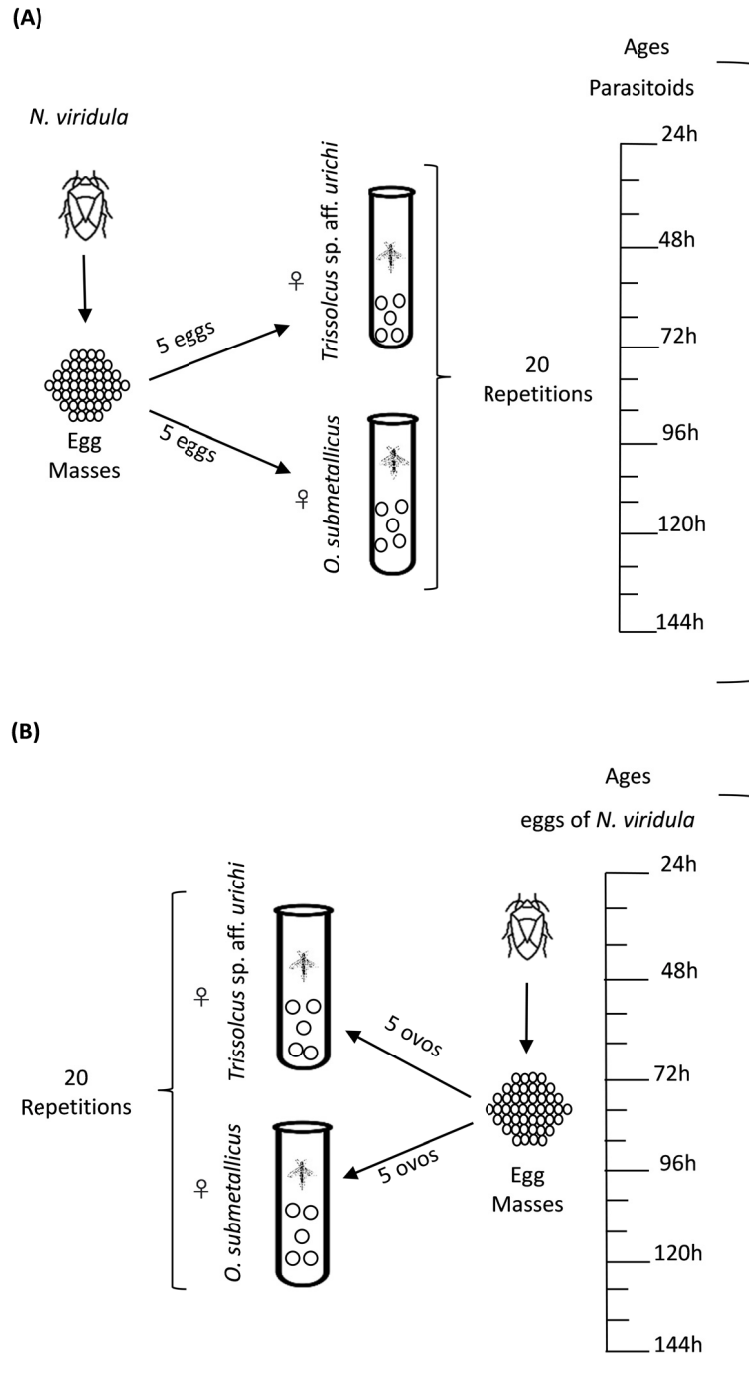 (A)
Ages
Parasitoids
N. viridula
24h
48h
72h
96h
120h
144h
5 eggs
5 eggs
Egg
Masses
♀
Trissolcus sp. aff. urichi
♀
O. submetallicus
20
Repetitions
(B)
Ages
eggs of N. viridula
24h
48h
72h
96h
120h
144h
♀
Trissolcus sp. aff. urichi
♀
O. submetallicus
20
Repetitions
5 ovos
5 ovos
Egg
Masses